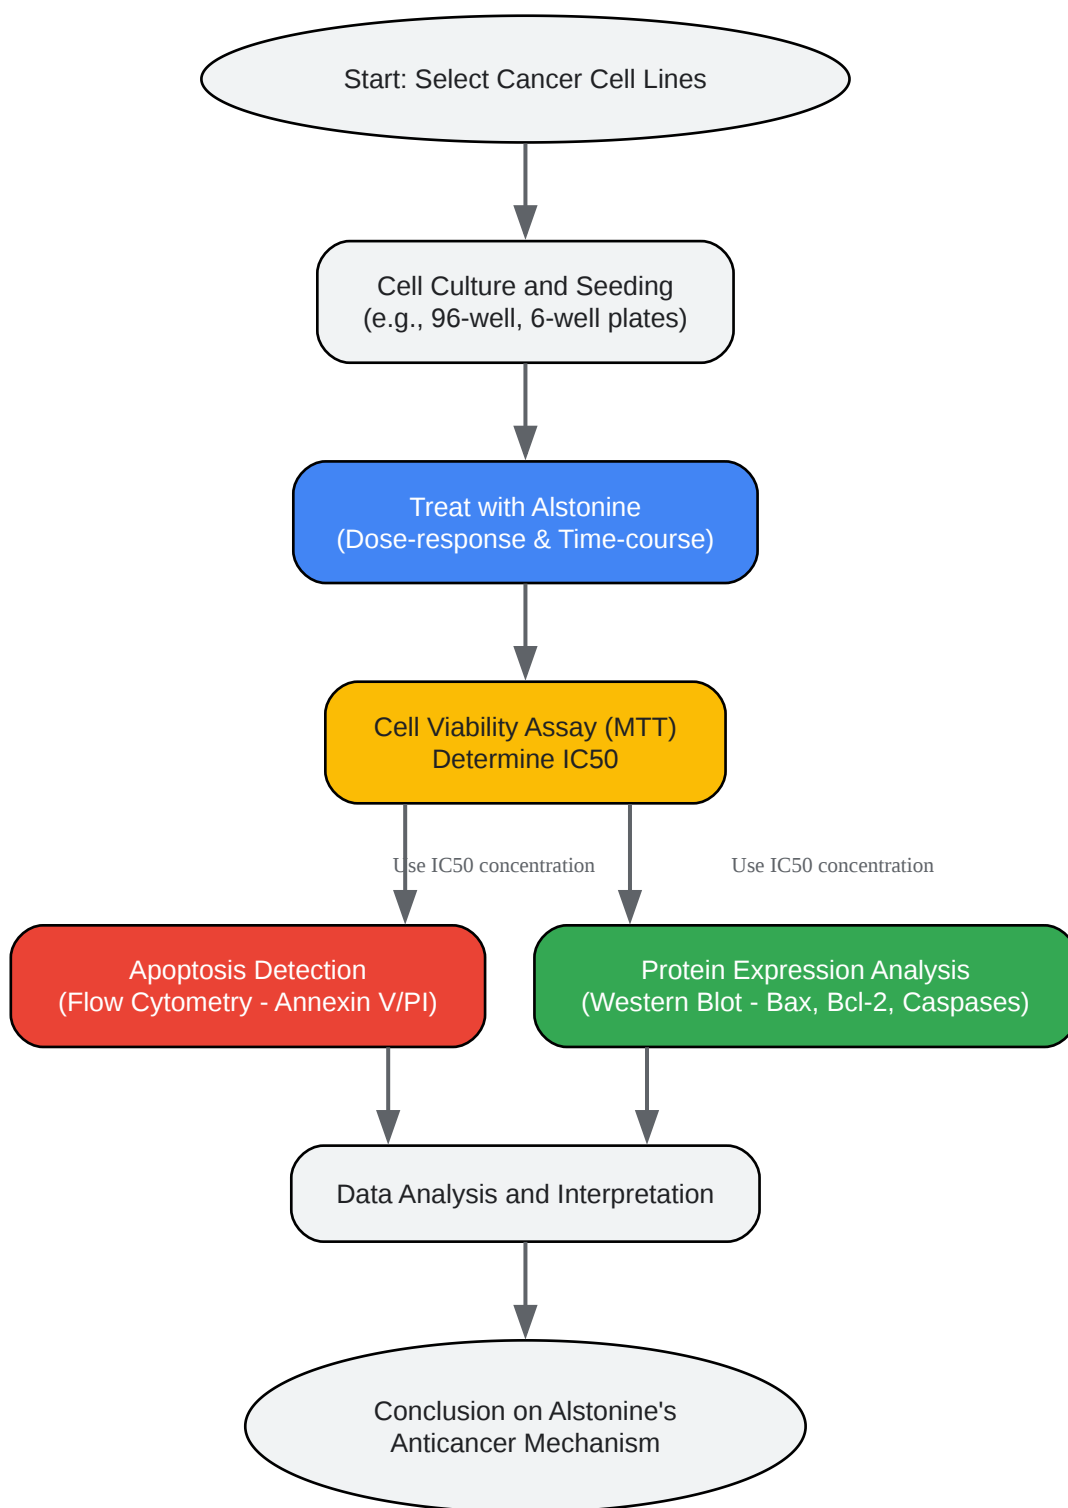 Start: Select Cancer Cell Lines
Cell Culture and Seeding
(e.g., 96-well, 6-well plates)
Treat with Alstonine
(Dose-response & Time-course)
Cell Viability Assay (MTT)
Determine IC50
Use IC50 concentration
Use IC50 concentration
Apoptosis Detection
(Flow Cytometry - Annexin V/PI)
Protein Expression Analysis
(Western Blot - Bax, Bcl-2, Caspases)
Data Analysis and Interpretation
Conclusion on Alstonine's
Anticancer Mechanism